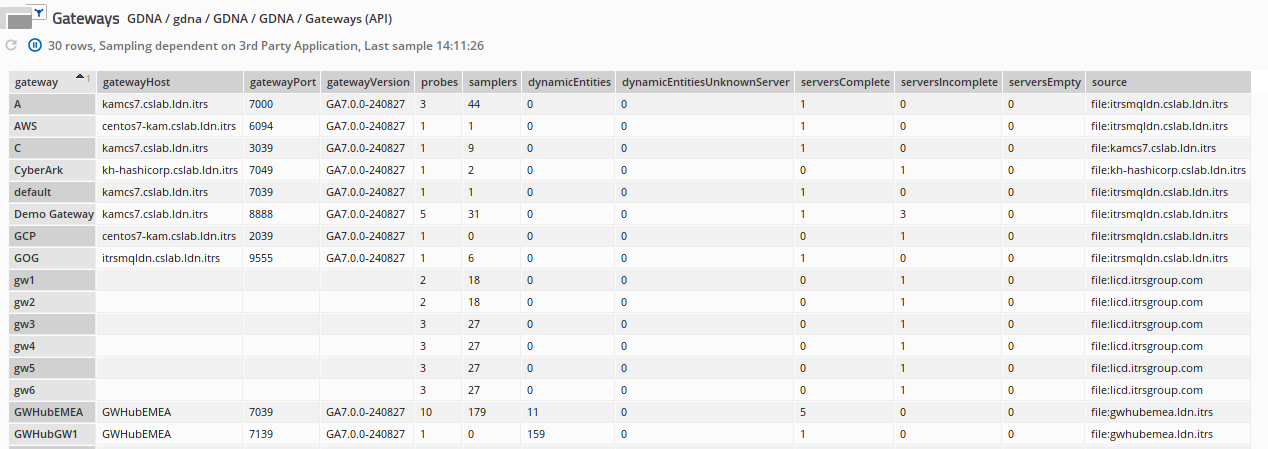 Gateways GDNA / gdna / GDNA / GDNA / Gateways (API)
30 rows, Sampling dependent on 3rd Party Application, Last sample 14:11:26
gateway 1 gatewayHost gatewayPort gatewayVersion probes samplers dynamicEntities dynamicEntitiesUnknownServer serversComplete serversIncomplete serversEmpty source
A kamcs7.cslab.ldn.itrs 7000 GA7.0.0-240827 3 44 0 0 1 0 0 file:itrsmqldn.cslab.ldn.itrs
AWS centos7-kam.cslab.ldn.itrs 6094 GA7.0.0-240827 1 1 0 0 1 0 0 file:itrsmqldn.cslab.ldn.itrs
C kamcs7.cslab.ldn.itrs 3039 GA7.0.0-240827 1 9 0 0 1 0 0 file:kamcs7.cslab.ldn.itrs
CyberArk kh-hashicorp.cslab.ldn.itrs 7049 GA7.0.0-240827 1 2 0 0 0 1 0 file:kh-hashicorp.cslab.ldn.itrs
default kamcs7.cslab.ldn.itrs 7039 GA7.0.0-240827 1 1 0 0 1 0 0 file:itrsmqldn.cslab.ldn.itrs
Demo Gateway kamcs7.cslab.ldn.itrs 8888 GA7.0.0-240827 5 31 0 0 1 3 0 file:itrsmqldn.cslab.ldn.itrs
GCP centos7-kam.cslab.ldn.itrs 2039 GA7.0.0-240827 1 0 0 0 0 1 0 file:itrsmqldn.cslab.ldn.itrs
GOG itrsmqldn.cslab.ldn.itrs 9555 GA7.0.0-240827 1 6 0 0 1 0 0 file:itrsmqldn.cslab.ldn.itrs
gw1 2 18 0 0 0 1 0 file:licd.itrsgroup.com
gw2 2 18 0 0 0 1 0 file:licd.itrsgroup.com
gw3 3 27 0 0 0 1 0 file:licd.itrsgroup.com
gw4 3 27 0 0 0 1 0 file:licd.itrsgroup.com
gw5 3 27 0 0 0 1 0 file:licd.itrsgroup.com
gw6 3 27 0 0 0 1 0 file:licd.itrsgroup.com
GWHubEMEA GWHubEMEA 7039 GA7.0.0-240827 10 179 11 0 5 0 0 file:gwhubemea.ldn.itrs
GWHubGW1 GWHubEMEA 7139 GA7.0.0-240827 1 0 159 0 1 0 0 file:gwhubemea.ldn.itrs